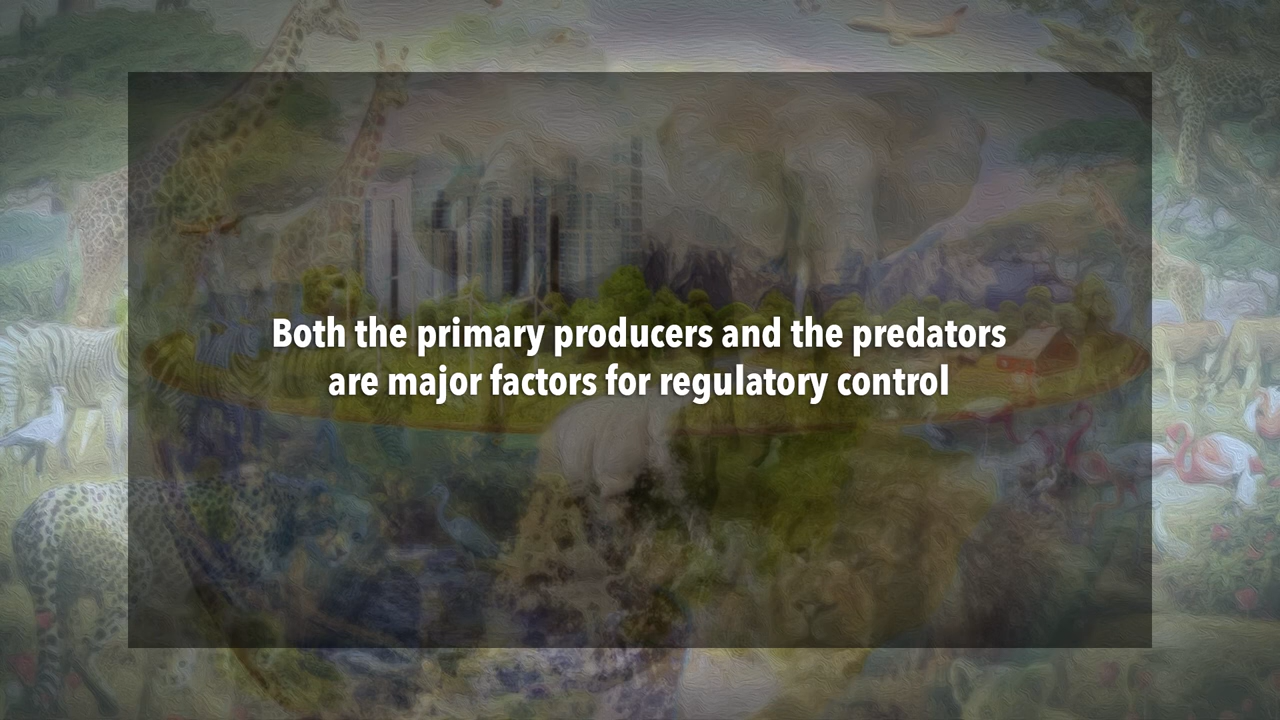 Both the primary producers and the predators
are major factors for regulatory control